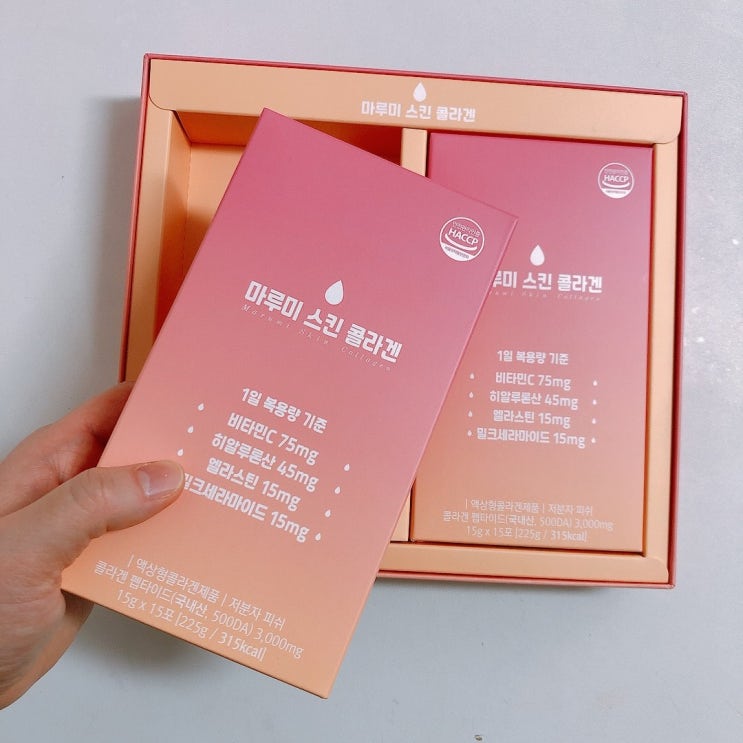 마루미 스킨 콜라겐
HACCP
마루미 스킨 콜라겐
Marumi Skin Collagen
1일 복용량 기준
비타민C 75mg
히알루론산 45mg
엘라스틴 15mg
밀크세라마이드 15mg
| 액상형콜라겐제품 | 저분자 피쉬
콜라겐 펩타이드(국내산, 500DA) 3,000mg
15g x 15포 [225g / 315kcal]
HACCP
루미 스킨 콜라겐
rumi Skin Collagen
1일 복용량 기준
비타민C 75mg
히알루론산 45mg
엘라스틴 15mg
밀크세라마이드 15mg
| 액상형콜라겐제품 | 저분자 피쉬
콜라겐 펩타이드(국내산, 500DA) 3,000mg
15g x 15포 [225g / 315kcal]